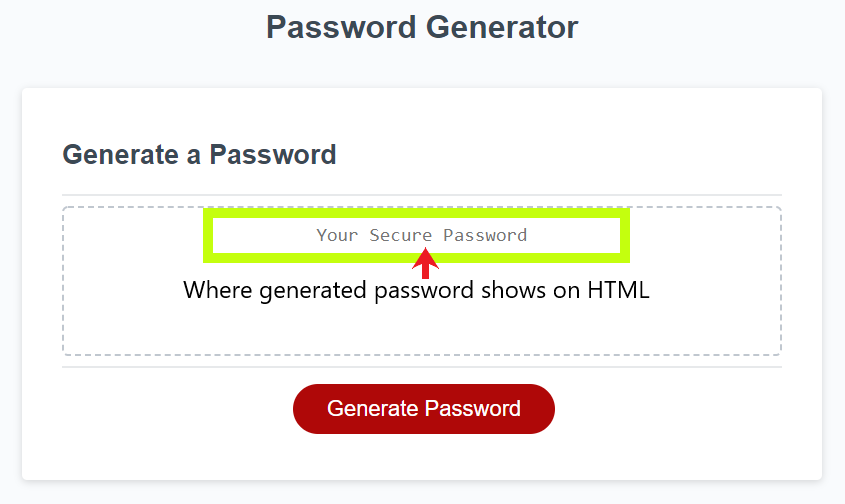 Password Generator
Generate a Password
Your Secure Password
Where generated password shows on HTML
Generate Password